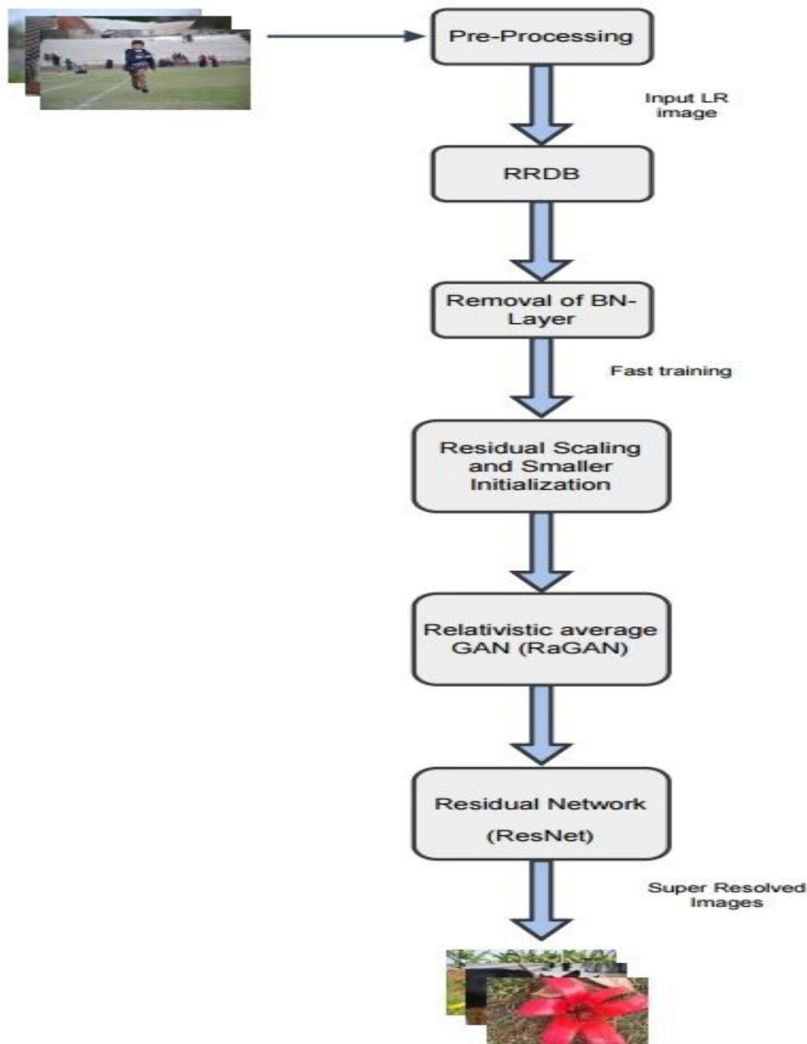 Pre-Processing
Input LR
image
RRDB
Removal of BN-
Layer
Fast training
Residual Scaling
and Smaller
Initialization
Relativistic average
GAN (RaGAN)
Residual Network
(ResNet)
Super Resolved
Images